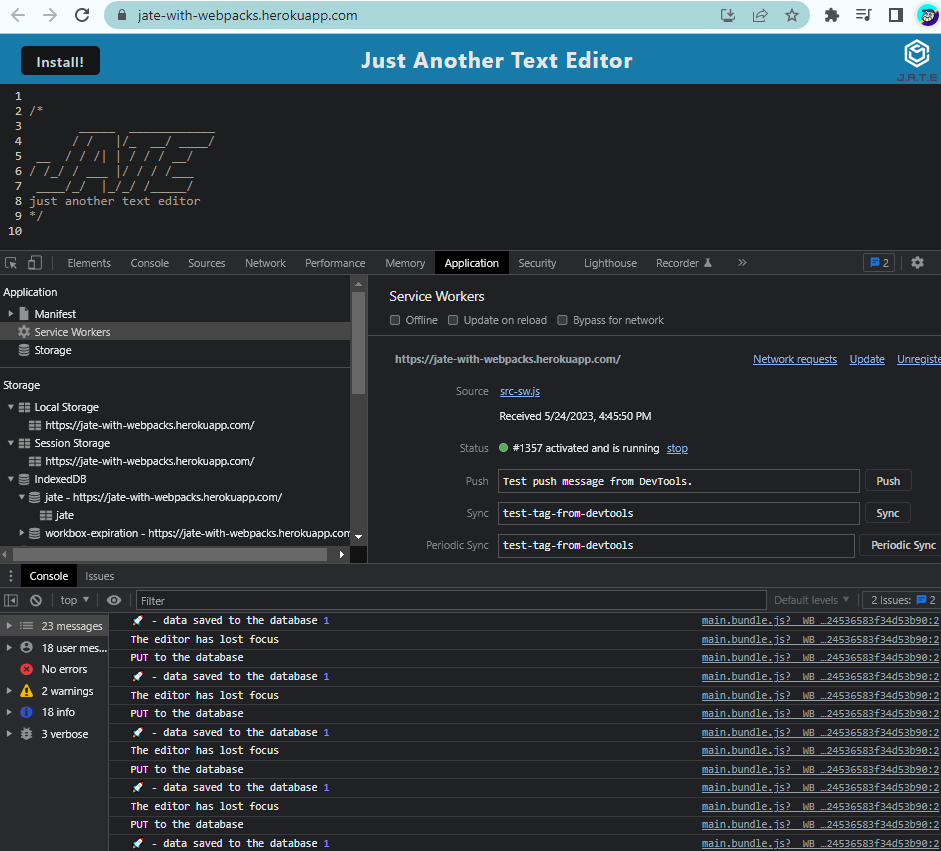 jate-with-webpacks.herokuapp.com
Install!
Just Another Text Editor
J.A.T.E
1
2 /*
3
4
5
6
7
8 just another text editor
9 */
10
Elements Console Sources Network Performance Memory Application Security Lighthouse Recorder » 2
Application
Manifest
Service Workers
Storage
Storage
Local Storage
https://jate-with-webpacks.herokuapp.com/
Session Storage
https://jate-with-webpacks.herokuapp.com/
IndexedDB
jate - https://jate-with-webpacks.herokuapp.com/
jate
workbox-expiration - https://jate-with-webpacks.herokuapp.com
Service Workers
Offline Update on reload Bypass for network
https://jate-with-webpacks.herokuapp.com/ Network requests Update Unregiste
Source src-sw.js
Received 5/24/2023, 4:45:50 PM
Status #1357 activated and is running stop
Push Test push message from DevTools. Push
Sync test-tag-from-devtools Sync
Periodic Sync test-tag-from-devtools Periodic Sync
Console Issues
top Filter Default levels 2 Issues: 2
23 messages
18 user mes...
No errors
2 warnings
18 info
3 verbose
🚀 - data saved to the database 1 main.bundle.js?__WB_…24536583f34d53b90:2
The editor has lost focus main.bundle.js?__WB_…24536583f34d53b90:2
PUT to the database main.bundle.js?__WB_…24536583f34d53b90:2
🚀 - data saved to the database 1 main.bundle.js?__WB_…24536583f34d53b90:2
The editor has lost focus main.bundle.js?__WB_…24536583f34d53b90:2
PUT to the database main.bundle.js?__WB_…24536583f34d53b90:2
🚀 - data saved to the database 1 main.bundle.js?__WB_…24536583f34d53b90:2
The editor has lost focus main.bundle.js?__WB_…24536583f34d53b90:2
PUT to the database main.bundle.js?__WB_…24536583f34d53b90:2
🚀 - data saved to the database 1 main.bundle.js?__WB_…24536583f34d53b90:2
The editor has lost focus main.bundle.js?__WB_…24536583f34d53b90:2
PUT to the database main.bundle.js?__WB_…24536583f34d53b90:2
🚀 - data saved to the database 1 main.bundle.js?__WB_…24536583f34d53b90:2